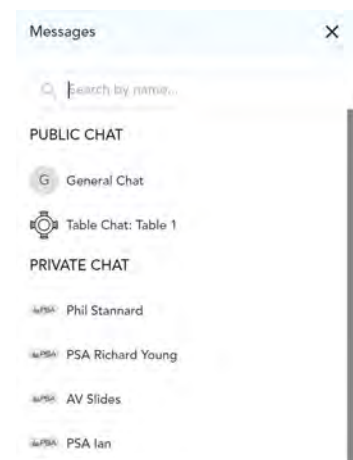 Messages
Search by name...
PUBLIC CHAT
G General Chat
Table Chat: Table 1
PRIVATE CHAT
Phil Stannard
PSA Richard Young
AV Slides
PSA Ian